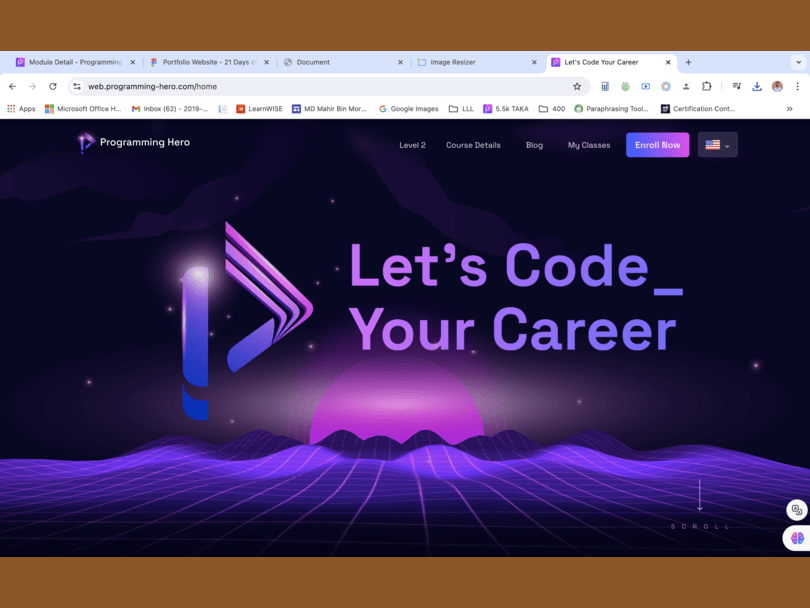 Module Detail - Programming
Portfolio Website - 21 Days o
Document
Image Resizer
Let's Code Your Career
web.programming-hero.com/home
Apps
Microsoft Office H...
Inbox (62) - 2019-...
LearnWISE
MD Mahir Bin Mor...
Google Images
LLL
5.5k TAKA
400
Paraphrasing Tool...
Certification Cont...
Programming Hero
Level 2
Course Details
Blog
My Classes
Enroll Now
Let's Code_
Your Career
SCROLL